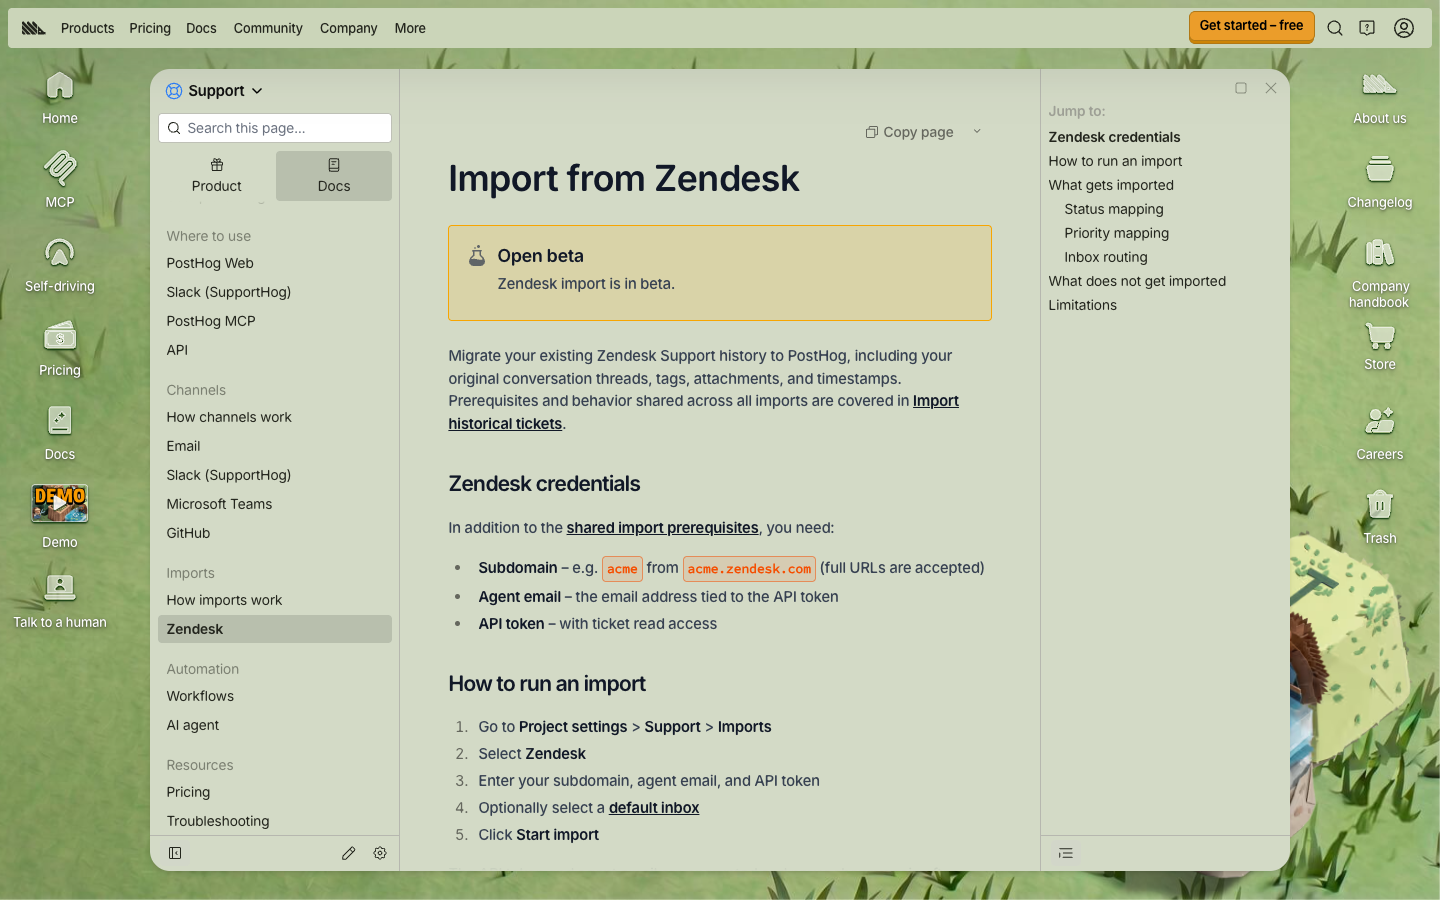 Products Pricing Docs Community Company More
Get started – free
Home
MCP
Self-driving
Pricing
Docs
DEMO
Demo
Talk to a human
Support
Search this page...
Product
Docs
Where to use
PostHog Web
Slack (SupportHog)
PostHog MCP
API
Channels
How channels work
Email
Slack (SupportHog)
Microsoft Teams
GitHub
Imports
How imports work
Zendesk
Automation
Workflows
AI agent
Resources
Pricing
Troubleshooting
Copy page
Import from Zendesk
Open beta
Zendesk import is in beta.
Migrate your existing Zendesk Support history to PostHog, including your
original conversation threads, tags, attachments, and timestamps.
Prerequisites and behavior shared across all imports are covered in Import
historical tickets.
Zendesk credentials
In addition to the shared import prerequisites, you need:
• Subdomain – e.g. acme from acme.zendesk.com (full URLs are accepted)
• Agent email – the email address tied to the API token
• API token – with ticket read access
How to run an import
1. Go to Project settings > Support > Imports
2. Select Zendesk
3. Enter your subdomain, agent email, and API token
4. Optionally select a default inbox
5. Click Start import
Jump to:
Zendesk credentials
How to run an import
What gets imported
Status mapping
Priority mapping
Inbox routing
What does not get imported
Limitations
About us
Changelog
Company
handbook
Store
Careers
Trash